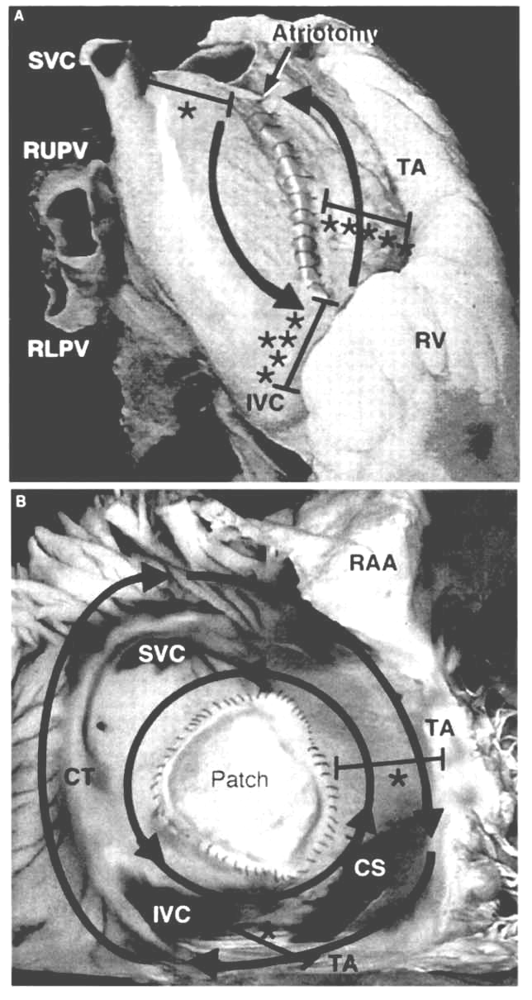 A
Atriotomy
SVC
*
RUPV
TA
*****
RLPV
*
**
*
*
RV
IVC
B
RAA
SVC
TA
CT
Patch
*
CS
IVC
*
TA